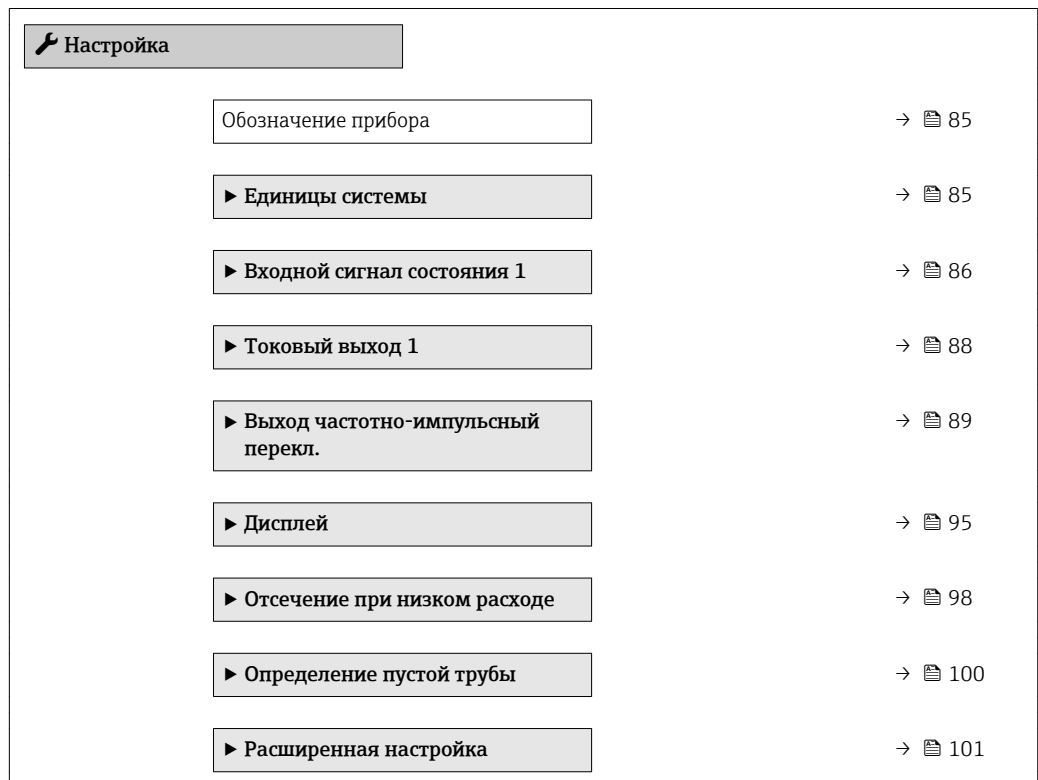 Настройка
Обозначение прибора → 85
▶ Единицы системы → 85
▶ Входной сигнал состояния 1 → 86
▶ Токовый выход 1 → 88
▶ Выход частотно-импульсный → 89
перекл.
▶ Дисплей → 95
▶ Отсечение при низком расходе → 98
▶ Определение пустой трубы → 100
▶ Расширенная настройка → 101